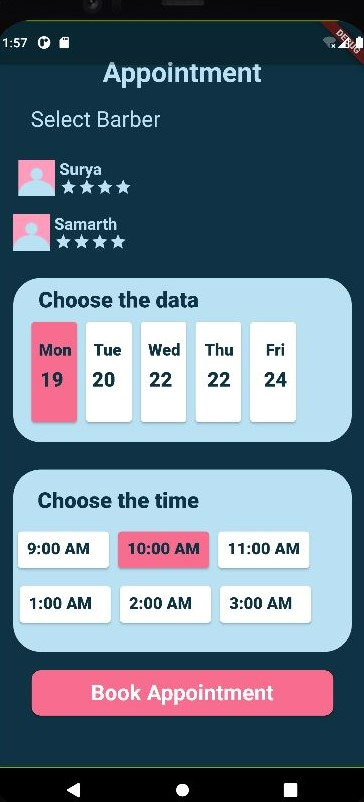 1:57
DEBUG
Appointment
Select Barber
Surya
Samarth
Choose the data
Mon Tue Wed Thu Fri
19 20 22 22 24
Choose the time
9:00 AM 10:00 AM 11:00 AM
1:00 AM 2:00 AM 3:00 AM
Book Appointment